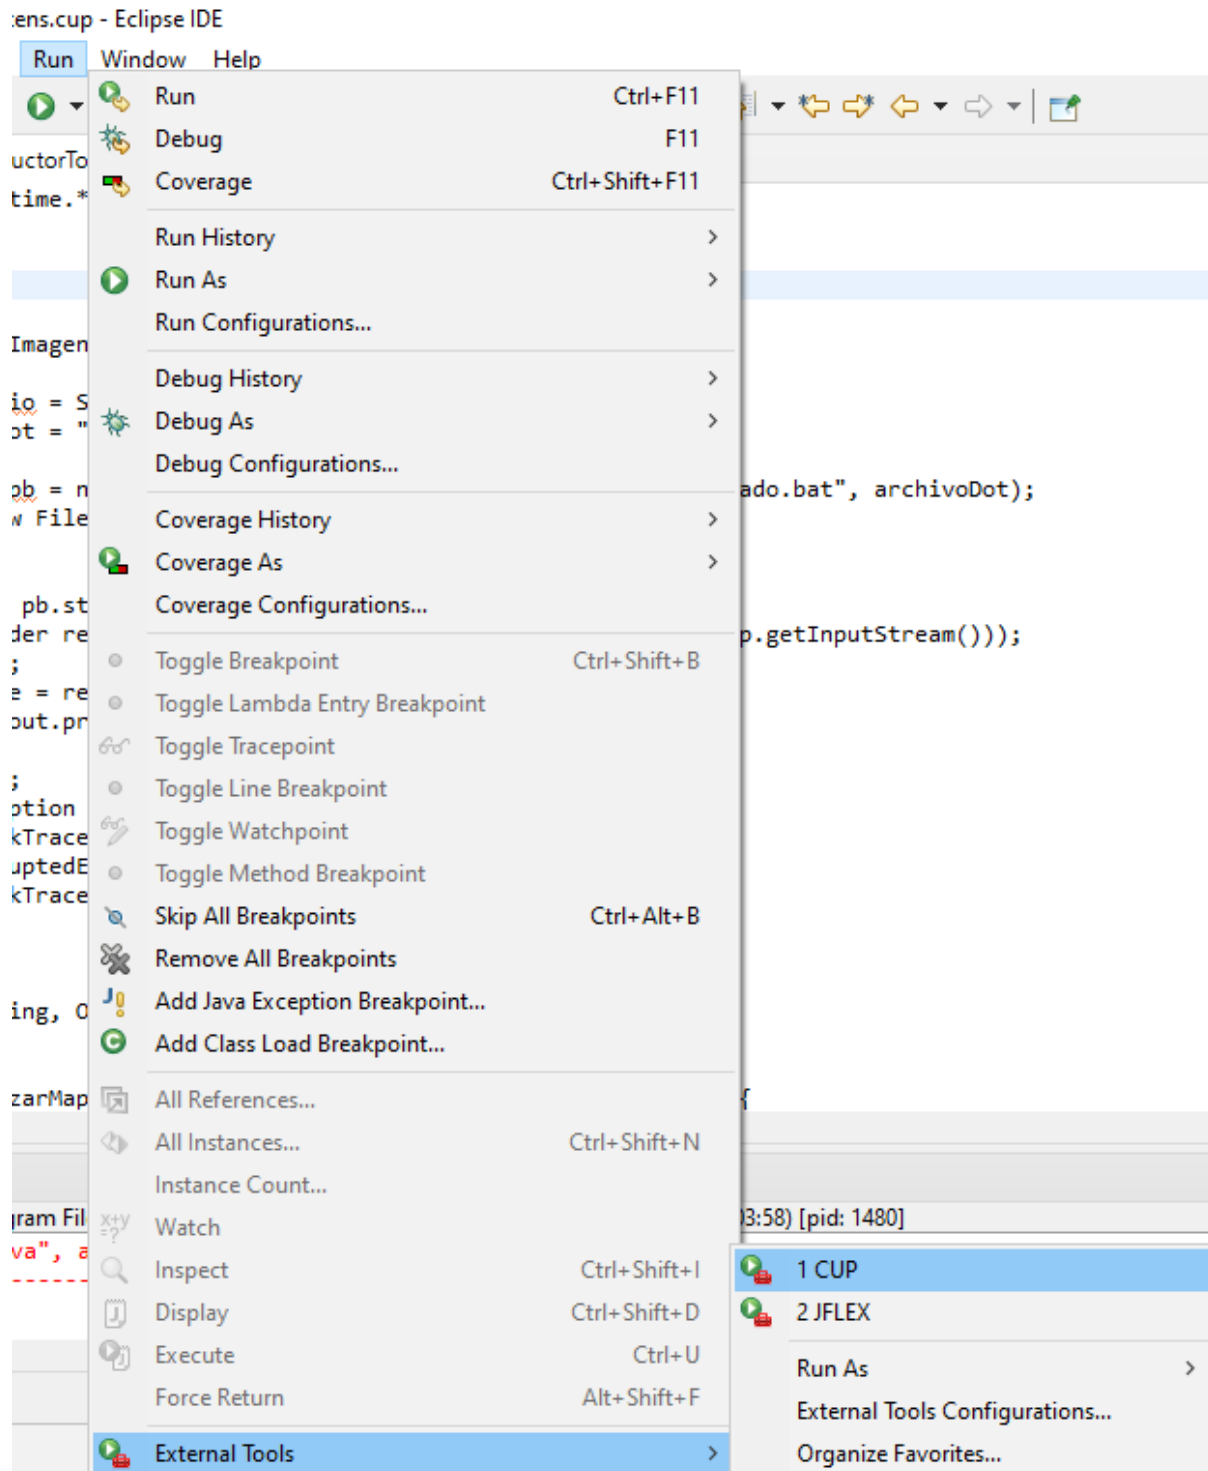 tens.cup - Eclipse IDE
Run Window Help
Run Ctrl+F11
Debug F11
uctorTo
Coverage Ctrl+Shift+F11
time.*
Run History
Run As
Run Configurations...
Imagen
Debug History
io = S
Debug As
ot = "
Debug Configurations...
pb = n ado.bat", archivoDot);
w File
Coverage History
Coverage As
pb.st
Coverage Configurations...
der re p.getInputStream()));
;
Toggle Breakpoint Ctrl+Shift+B
e = re
Toggle Lambda Entry Breakpoint
out.pr
Toggle Tracepoint
;
Toggle Line Breakpoint
ption
Toggle Watchpoint
kTrace
uptedE
Toggle Method Breakpoint
kTrace
Skip All Breakpoints Ctrl+Alt+B
Remove All Breakpoints
Add Java Exception Breakpoint...
ing, O
Add Class Load Breakpoint...
zarMap {
All References...
All Instances... Ctrl+Shift+N
Instance Count...
gram Fil 03:58) [pid: 1480]
Watch
va", a
Inspect Ctrl+Shift+I
------
Display Ctrl+Shift+D
Execute Ctrl+U
Force Return Alt+Shift+F
External Tools
1 CUP
2 JFLEX
Run As
External Tools Configurations...
Organize Favorites...